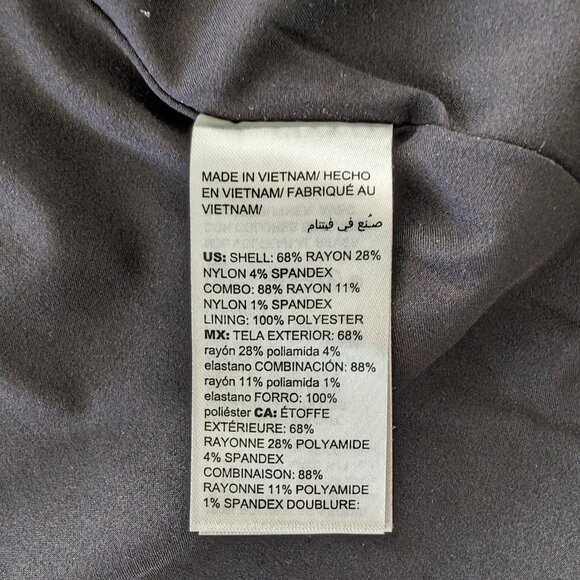 MADE IN VIETNAM/ HECHO
EN VIETNAM/ FABRIQUÉ AU
VIETNAM/
صُنع في فيتنام
US: SHELL: 68% RAYON 28%
NYLON 4% SPANDEX
COMBO: 88% RAYON 11%
NYLON 1% SPANDEX
LINING: 100% POLYESTER
MX: TELA EXTERIOR: 68%
rayón 28% poliamida 4%
elastano COMBINACIÓN: 88%
rayón 11% poliamida 1%
elastano FORRO: 100%
poliéster CA: ÉTOFFE
EXTÉRIEURE: 68%
RAYONNE 28% POLYAMIDE
4% SPANDEX
COMBINAISON: 88%
RAYONNE 11% POLYAMIDE
1% SPANDEX DOUBLURE: